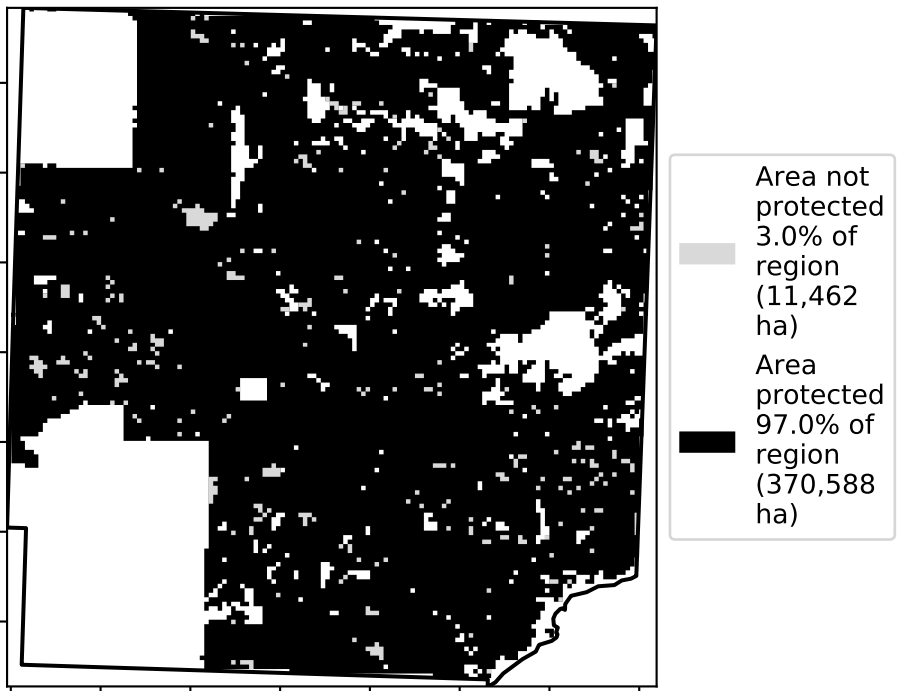 Area not
protected
3.0% of
region
(11,462
ha)
Area
protected
97.0% of
region
(370,588
ha)